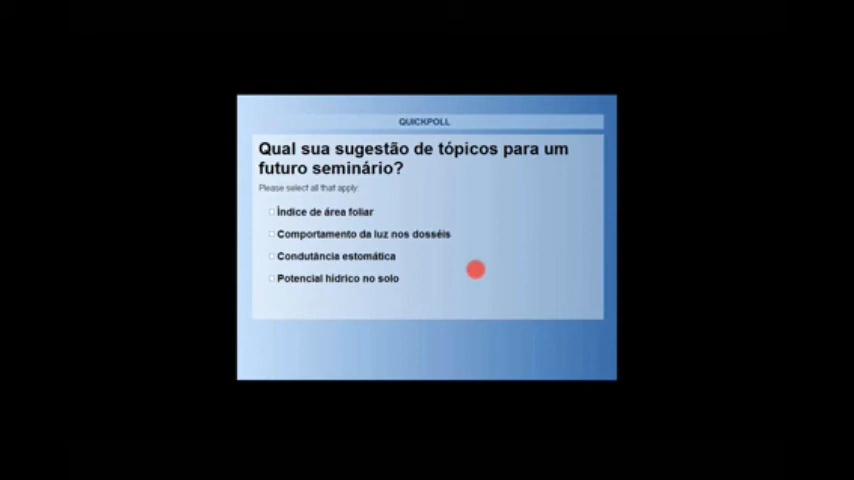 QUICKPOLL
Qual sua sugestão de tópicos para um
futuro seminário?
Please select all that apply:
Índice de área foliar
Comportamento da luz nos dosséis
Condutância estomática
Potencial hídrico no solo